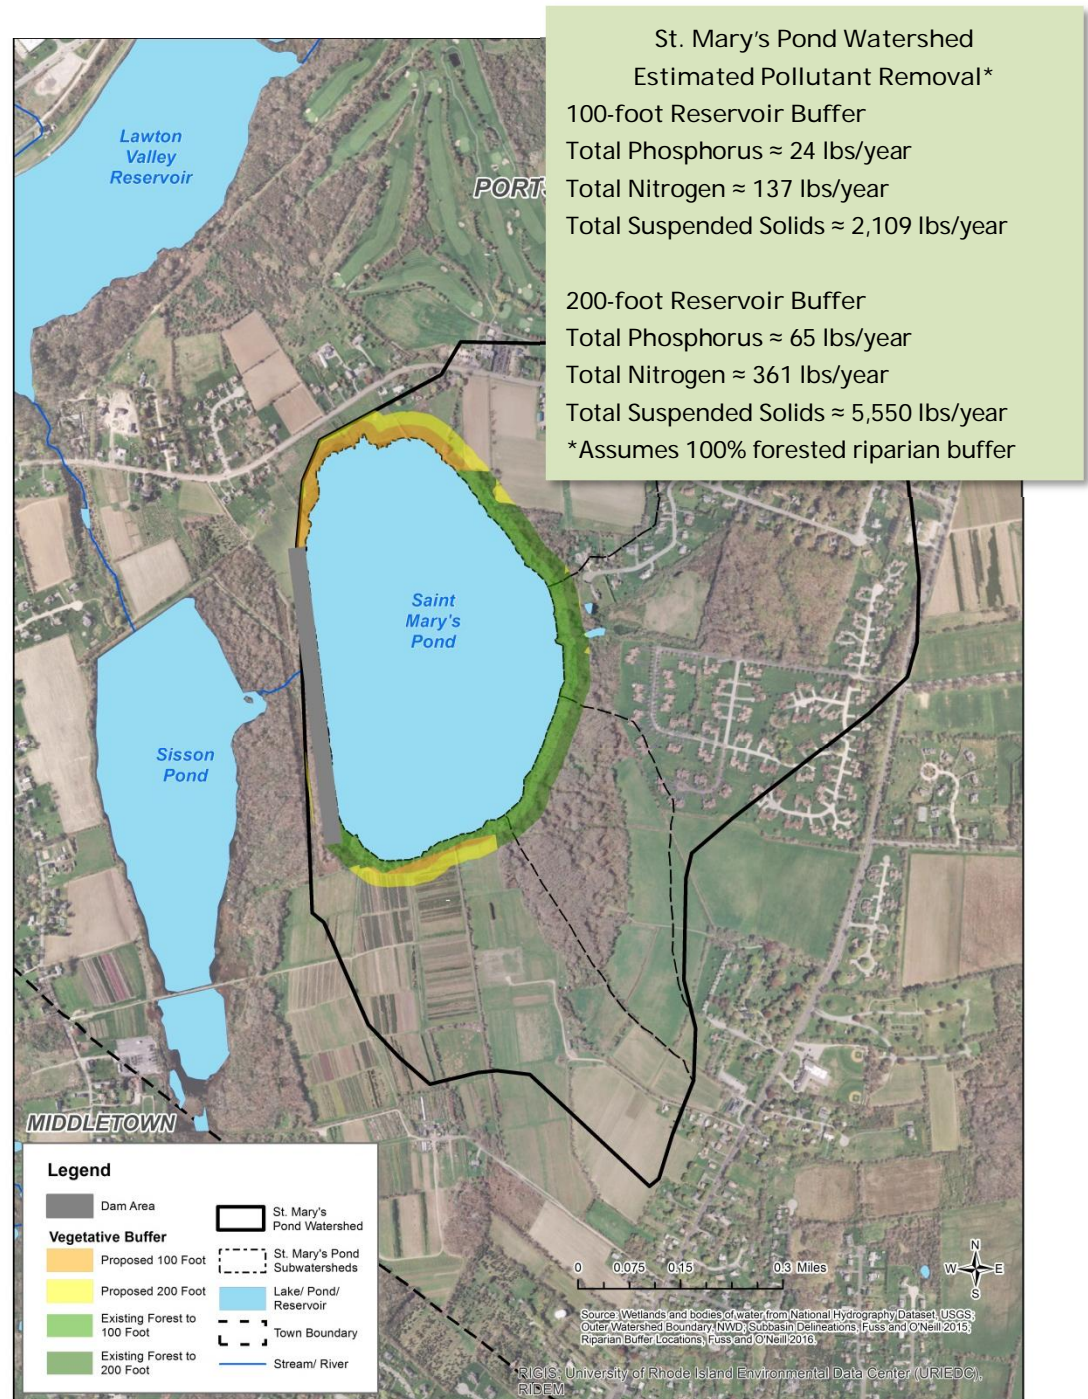 St. Mary's Pond Watershed
Estimated Pollutant Removal*
100-foot Reservoir Buffer
Total Phosphorus ≈ 24 lbs/year
Total Nitrogen ≈ 137 lbs/year
Total Suspended Solids ≈ 2,109 lbs/year
200-foot Reservoir Buffer
Total Phosphorus ≈ 65 lbs/year
Total Nitrogen ≈ 361 lbs/year
Total Suspended Solids ≈ 5,550 lbs/year
*Assumes 100% forested riparian buffer
Lawton
Valley
Reservoir
PORTS
Saint
Mary's
Pond
Sisson
Pond
MIDDLETOWN
Legend
Dam Area
Vegetative Buffer
Proposed 100 Foot
Proposed 200 Foot
Existing Forest to
100 Foot
Existing Forest to
200 Foot
St. Mary's
Pond Watershed
St. Mary's Pond
Subwatersheds
Lake/ Pond/
Reservoir
Town Boundary
Stream/ River
0 0.075 0.15 0.3 Miles
N
W E
S
Source: Wetlands and bodies of water from National Hydrography Dataset, USGS;
Outer Watershed Boundary, NWD; Subbasin Delineations, Fuss and O'Neill 2015;
Riparian Buffer Locations, Fuss and O'Neill 2016.
RIGIS; University of Rhode Island Environmental Data Center (URIEDC),
RIDEM